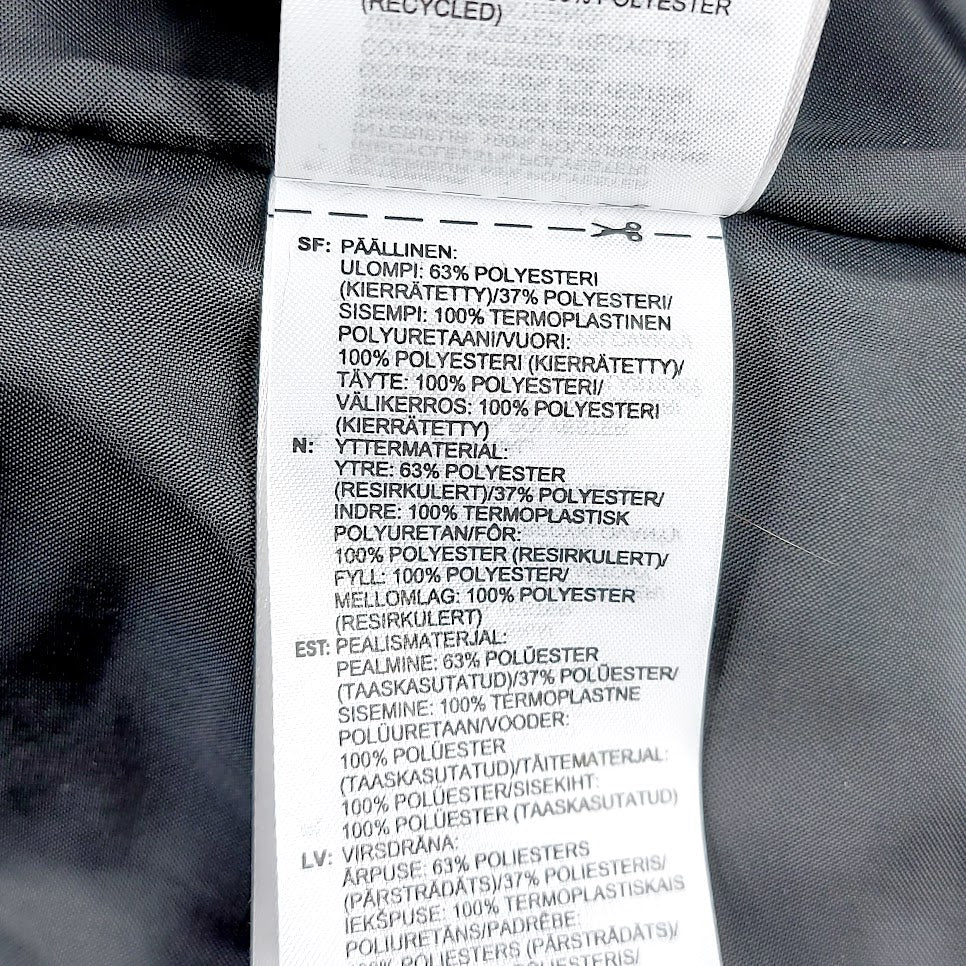 POLYESTER
(RECYCLED)
SF: PÄÄLLINEN:
ULOMPI: 63% POLYESTERI
(KIERRÄTETTY)/37% POLYESTERI/
SISEMPI: 100% TERMOPLASTINEN
POLYURETAANI/VUORI:
100% POLYESTERI (KIERRÄTETTY)/
TÄYTE: 100% POLYESTERI/
VÄLIKERROS: 100% POLYESTERI
(KIERRÄTETTY)
N: YTTERMATERIAL:
YTRE: 63% POLYESTER
(RESIRKULERT)/37% POLYESTER/
INDRE: 100% TERMOPLASTISK
POLYURETAN/FÔR:
100% POLYESTER (RESIRKULERT)/
FYLL: 100% POLYESTER/
MELLOMLAG: 100% POLYESTER
(RESIRKULERT)
EST: PEALISMATERJAL:
PEALMINE: 63% POLÜESTER
(TAASKASUTATUD)/37% POLÜESTER/
SISEMINE: 100% TERMOPLASTNE
POLÜURETAAN/VOODER:
100% POLÜESTER
(TAASKASUTATUD)/TÄITEMATERJAL:
100% POLÜESTER/SISEKIHT:
100% POLÜESTER (TAASKASUTATUD)
LV: VIRSDRĀNA:
ĀRPUSE: 63% POLIESTERS
(PĀRSTRĀDĀTS)/37% POLIESTERIS/
IEKŠPUSE: 100% TERMOPLASTISKAIS
POLIURETĀNS/PADRĒBE:
100% POLIESTERS (PĀRSTRĀDĀTS)/